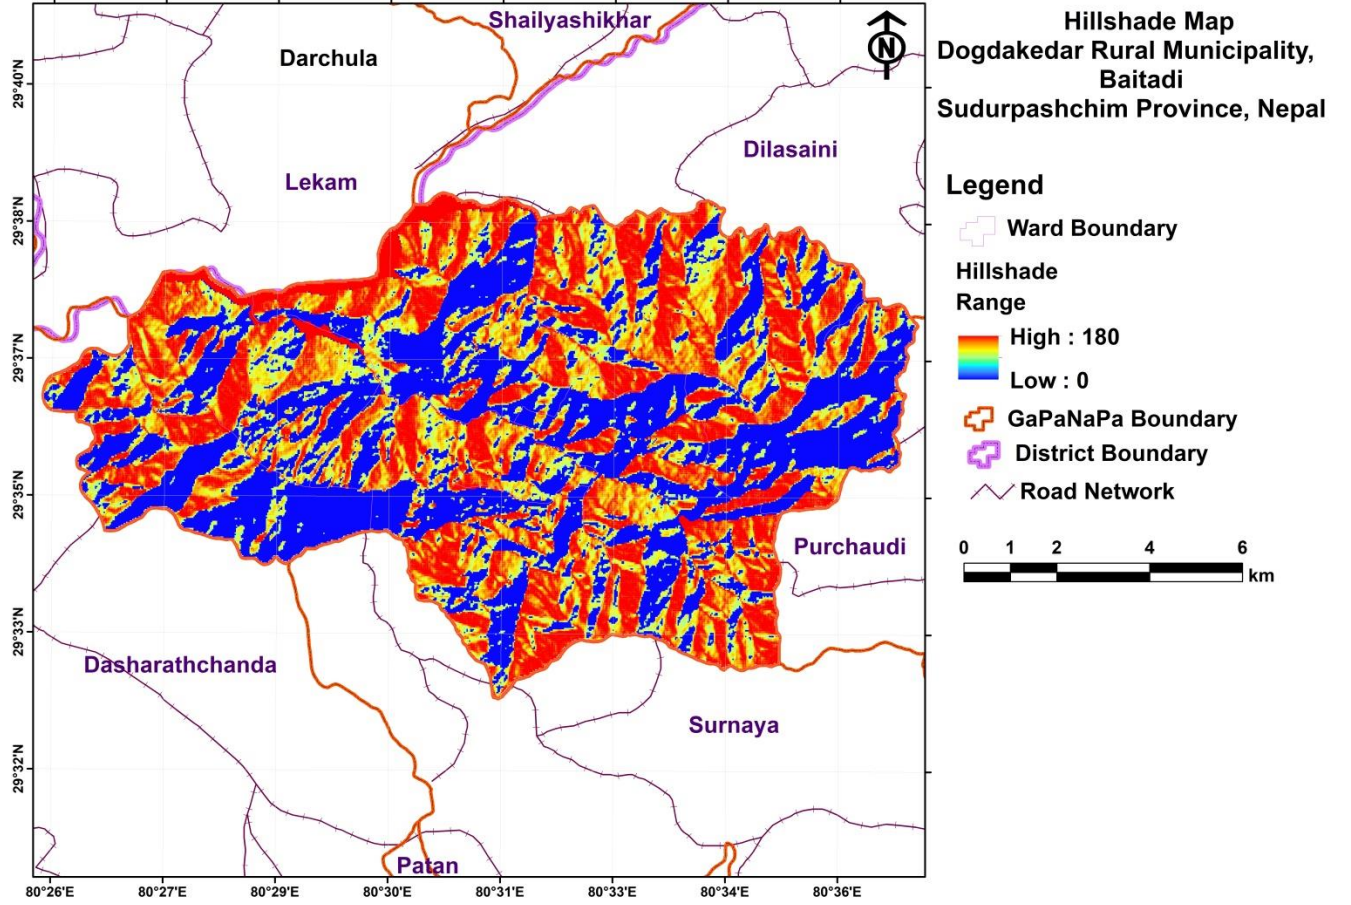 Hillshade Map
Dogdakedar Rural Municipality,
Baitadi
Sudurpashchim Province, Nepal
Shailyashikhar
Darchula
N
Dilasaini
Lekam
Purchaudi
Dasharathchanda
Surnaya
Patan
29°40'N
29°38'N
29°37'N
29°35'N
29°33'N
29°32'N
80°26'E 80°27'E 80°29'E 80°30'E 80°31'E 80°33'E 80°34'E 80°36'E
Legend
Ward Boundary
Hillshade
Range
High : 180
Low : 0
GaPaNaPa Boundary
District Boundary
Road Network
0 1 2 4 6
km